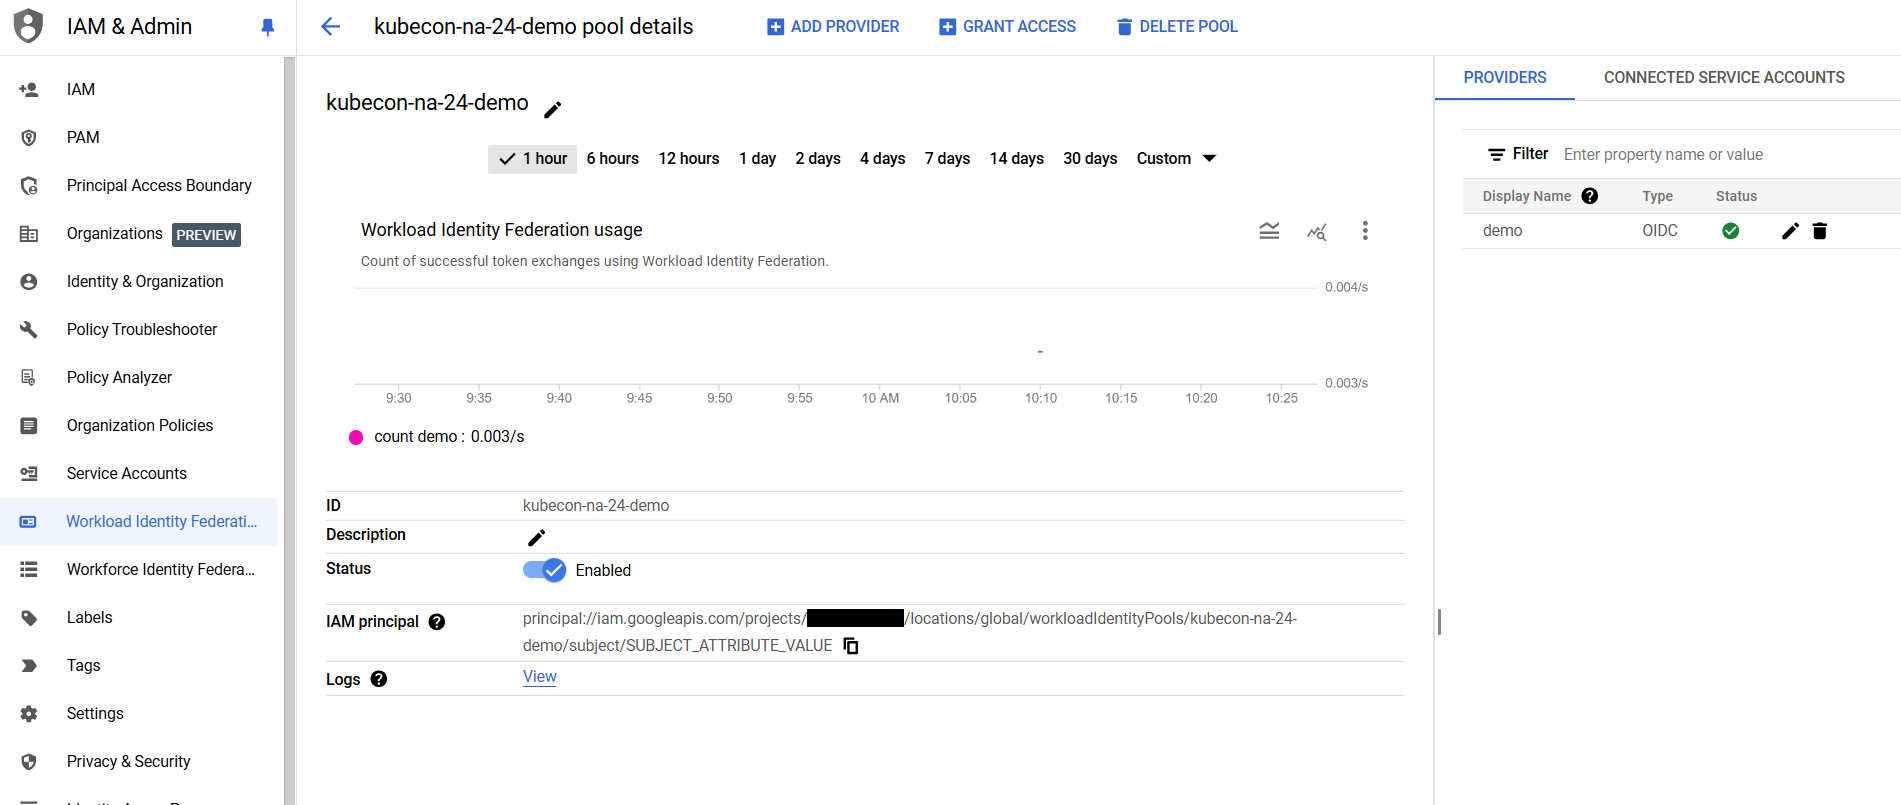 IAM & Admin
kubecon-na-24-demo pool details
ADD PROVIDER
GRANT ACCESS
DELETE POOL
IAM
PAM
Principal Access Boundary
Organizations PREVIEW
Identity & Organization
Policy Troubleshooter
Policy Analyzer
Organization Policies
Service Accounts
Workload Identity Federati...
Workforce Identity Federa...
Labels
Tags
Settings
Privacy & Security
kubecon-na-24-demo
1 hour 6 hours 12 hours 1 day 2 days 4 days 7 days 14 days 30 days Custom
Workload Identity Federation usage
Count of successful token exchanges using Workload Identity Federation.
0.004/s
0.003/s
9:30 9:35 9:40 9:45 9:50 9:55 10 AM 10:05 10:10 10:15 10:20 10:25
count demo : 0.003/s
ID kubecon-na-24-demo
Description
Status Enabled
IAM principal principal://iam.googleapis.com/projects/ /locations/global/workloadIdentityPools/kubecon-na-24-
demo/subject/SUBJECT_ATTRIBUTE_VALUE
Logs View
PROVIDERS CONNECTED SERVICE ACCOUNTS
Filter Enter property name or value
Display Name Type Status
demo OIDC